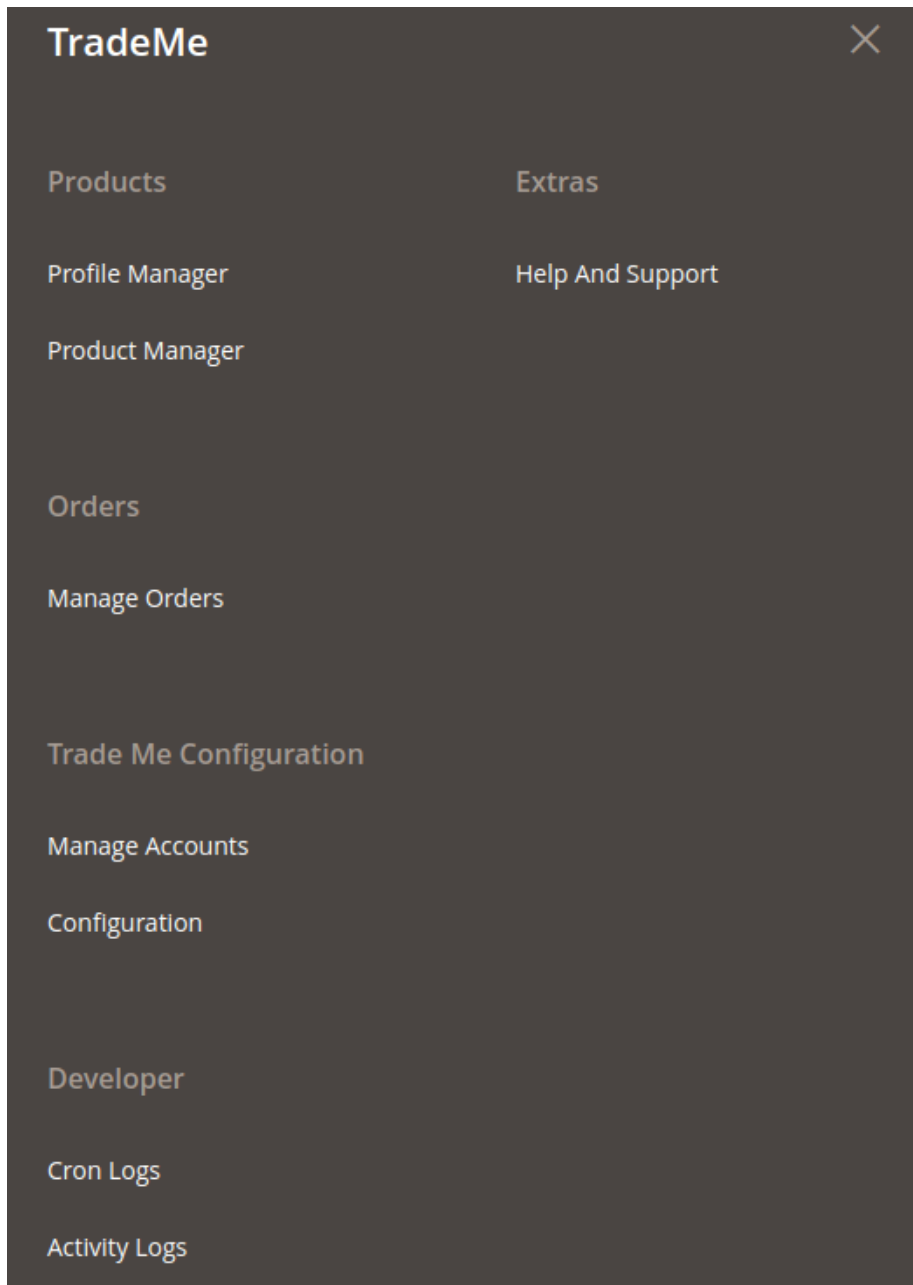 TradeMe
Products
Profile Manager
Product Manager
Orders
Manage Orders
Trade Me Configuration
Manage Accounts
Configuration
Developer
Cron Logs
Activity Logs
Extras
Help And Support